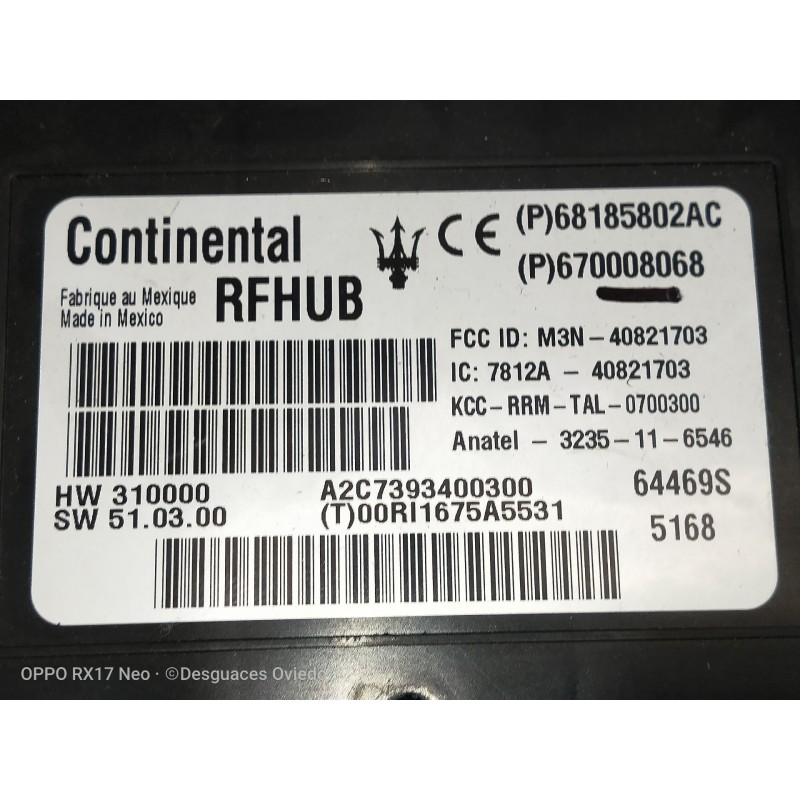 Continental
RFHUB
Fabrique au Mexique
Made in Mexico
CE
(P)68185802AC
(P)670008068
FCC ID: M3N-40821703
IC: 7812A - 40821703
KCC-RRM-TAL-0700300
Anatel - 3235-11-6546
HW 310000
SW 51.03.00
A2C7393400300
(T)00RI1675A5531
64469S
5168
OPPO RX17 Neo · ©Desguaces Oviedo